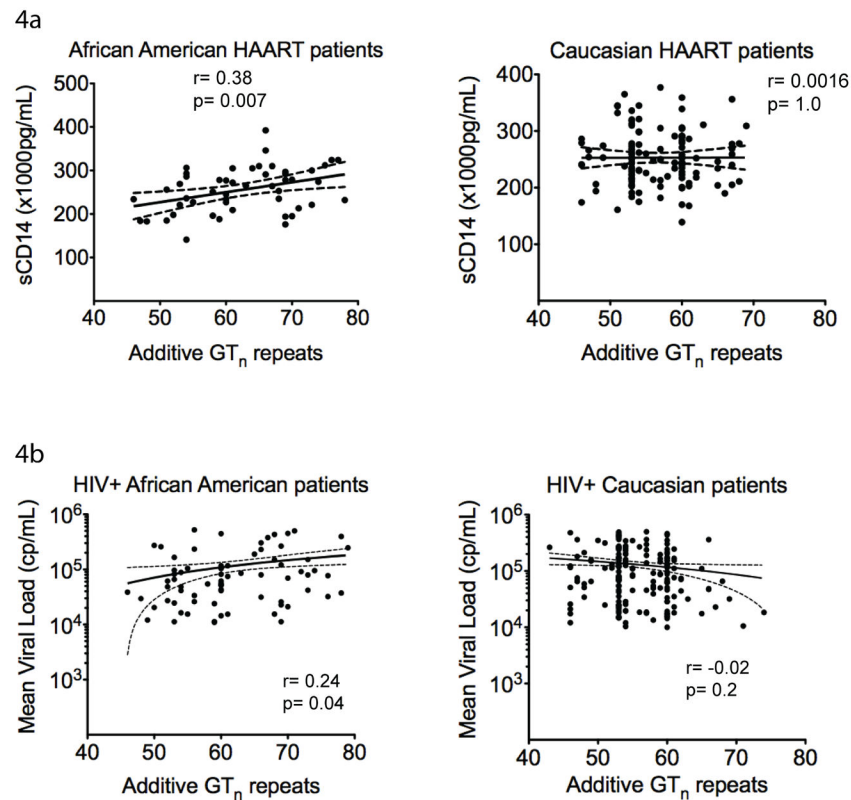 4a
African American HAART patients
r= 0.38
p= 0.007
500
400
300
200
100
sCD14 (x1000pg/mL)
40 50 60 70 80
Additive GTn repeats
Caucasian HAART patients
r= 0.0016
p= 1.0
400
300
200
100
sCD14 (x1000pg/mL)
40 50 60 70 80
Additive GTn repeats
4b
HIV+ African American patients
10^6
10^5
10^4
10^3
Mean Viral Load (cp/mL)
r= 0.24
p= 0.04
40 50 60 70 80
Additive GTn repeats
HIV+ Caucasian patients
10^6
10^5
10^4
10^3
Mean Viral Load (cp/mL)
r= -0.02
p= 0.2
40 50 60 70 80
Additive GTn repeats